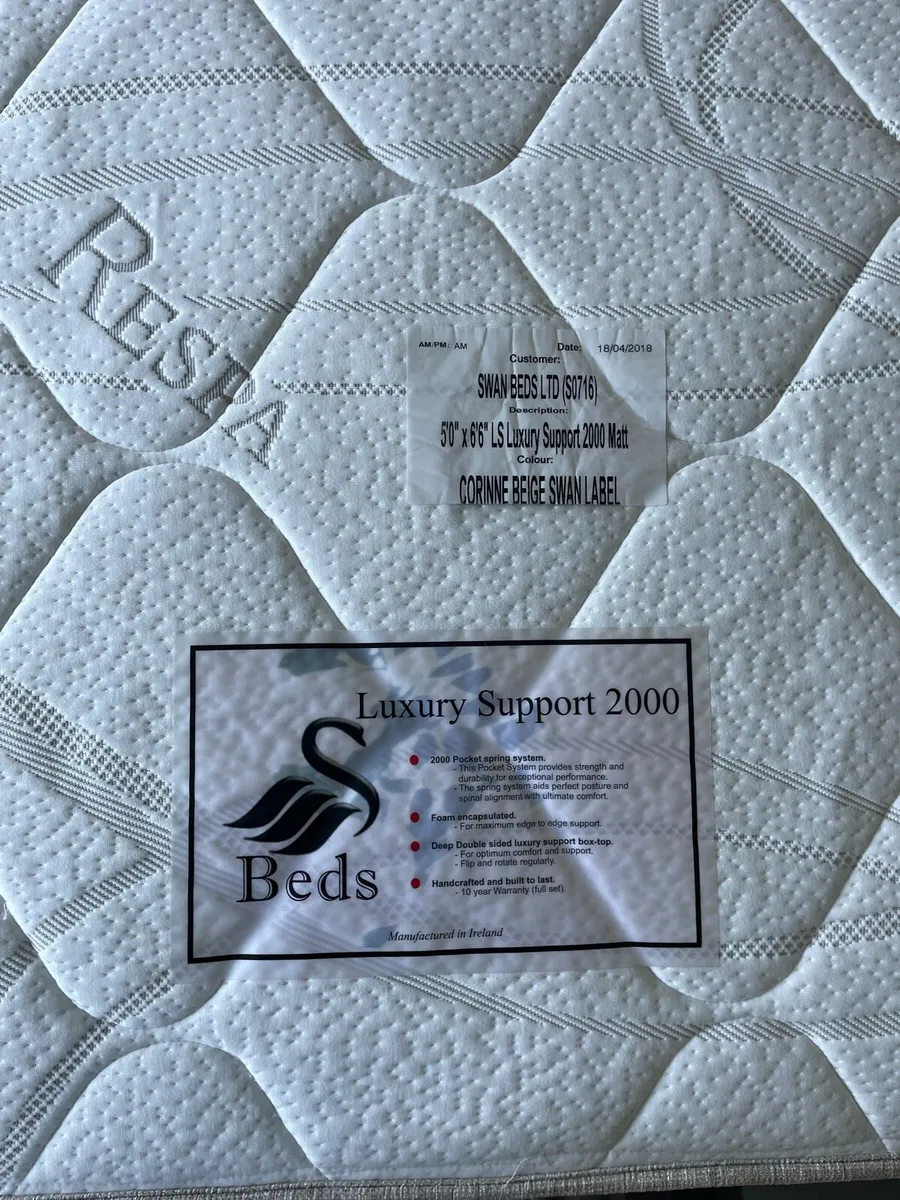 RESPA
AM/PM: AM Date: 18/04/2018
Customer:
SWAN BEDS LTD (S0716)
Description:
5'0" x 6'6" LS Luxury Support 2000 Matt
Colour:
CORINNE BEIGE SWAN LABEL
Luxury Support 2000
S
Beds
2000 Pocket spring system.
- This Pocket System provides strength and
durability for exceptional performance.
- The spring system aids perfect posture and
spinal alignment with ultimate comfort.
Foam encapsulated.
- For maximum edge to edge support.
Deep Double sided luxury support box-top.
- For optimum comfort and support.
- Flip and rotate regularly.
Handcrafted and built to last.
- 10 year Warranty (full set).
Manufactured in Ireland